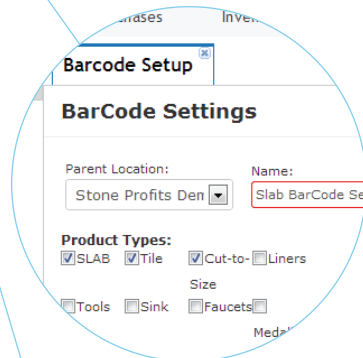 Barcode Setup
BarCode Settings
Parent Location: Name:
Stone Profits Den Slab BarCode Se
Product Types:
SLAB Tile Cut-to-Size Liners
Tools Sink Faucets